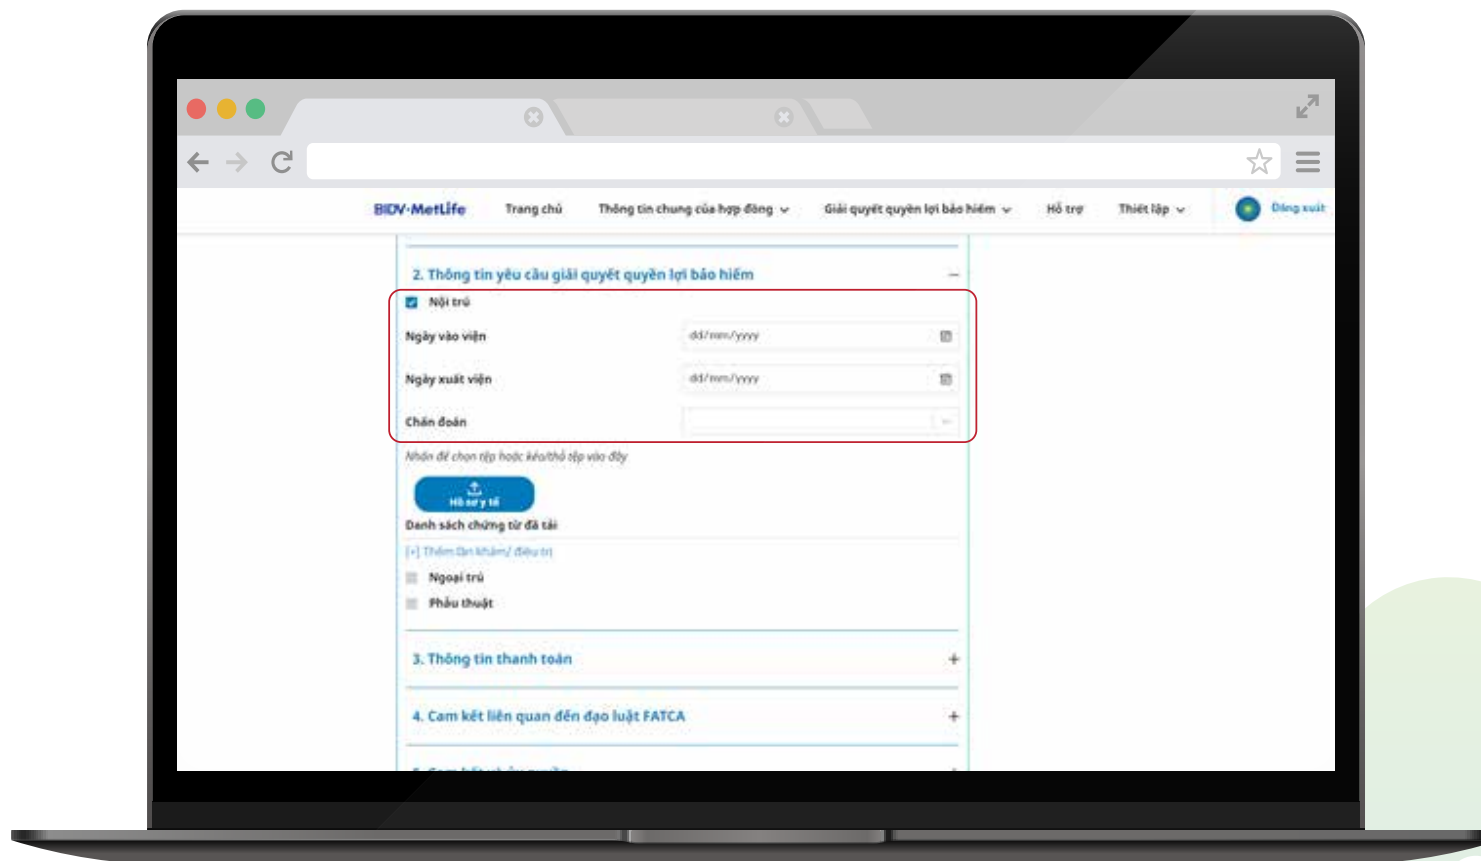 BIDV-MetLife Trang chủ Thông tin chung của hợp đồng Giải quyết quyền lợi bảo hiểm Hỗ trợ Thiết lập Đăng xuất
2. Thông tin yêu cầu giải quyết quyền lợi bảo hiểm
Nội trú
Ngày vào viện dd/mm/yyyy
Ngày xuất viện dd/mm/yyyy
Chẩn đoán
Nhấn để chọn tệp hoặc kéo/thả tệp vào đây
Hồ sơ y tế
Danh sách chứng từ đã tải
[+] Thêm lần khám/ điều trị
Ngoại trú
Phẫu thuật
3. Thông tin thanh toán
4. Cam kết liên quan đến đạo luật FATCA